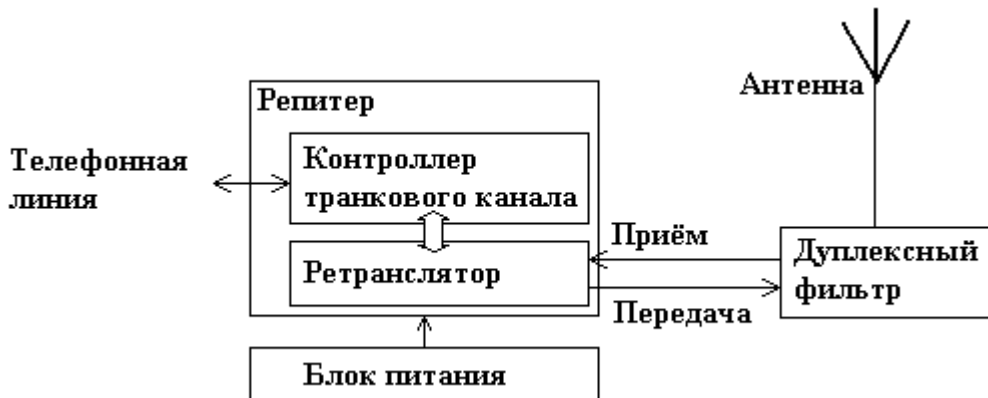 Антенна
Репитер
Телефонная
линия
Контроллер
транкового канала
Приём
Ретранслятор
Передача
Дуплексный
фильтр
Блок питания